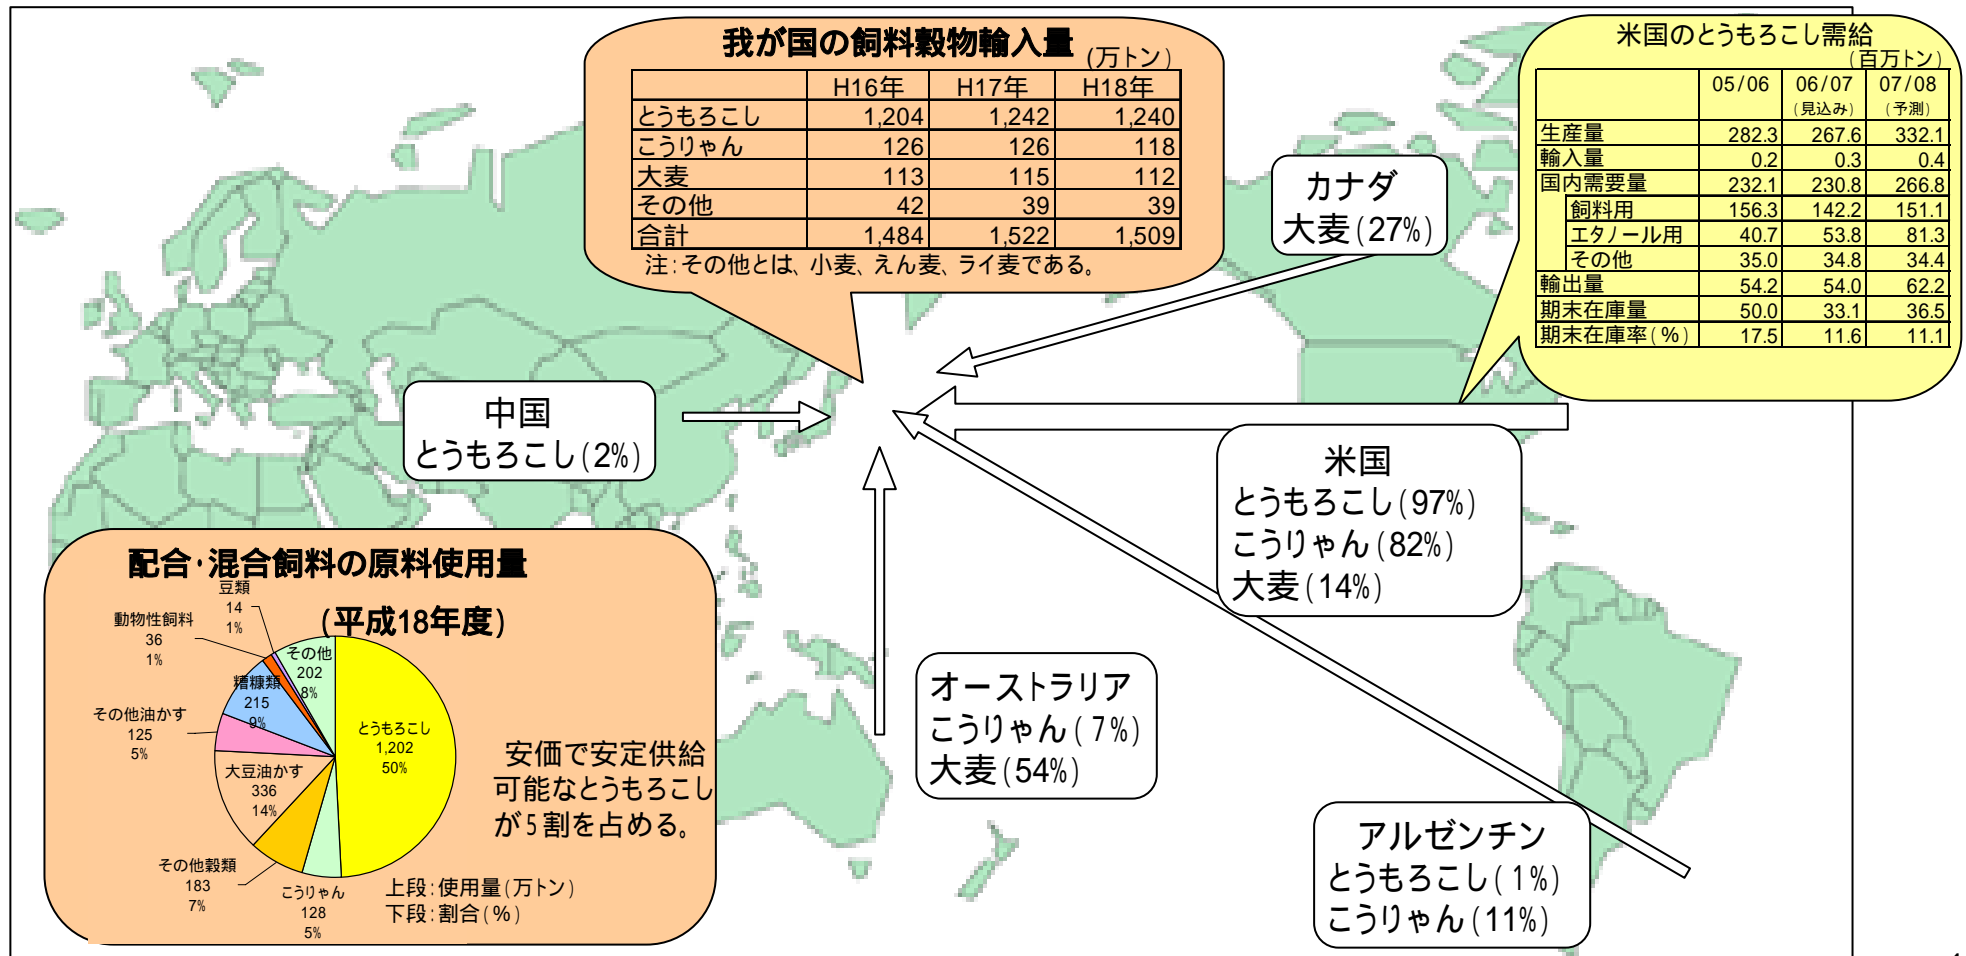 我が国の飼料穀物輸入量 (万トン)
H16年 H17年 H18年
とうもろこし 1,204 1,242 1,240
こうりゃん 126 126 118
大麦 113 115 112
その他 42 39 39
合計 1,484 1,522 1,509
注:その他とは、小麦、えん麦、ライ麦である。
米国のとうもろこし需給
(百万トン)
05/06 06/07 07/08
(見込み) (予測)
生産量 282.3 267.6 332.1
輸入量 0.2 0.3 0.4
国内需要量 232.1 230.8 266.8
飼料用 156.3 142.2 151.1
エタノール用 40.7 53.8 81.3
その他 35.0 34.8 34.4
輸出量 54.2 54.0 62.2
期末在庫量 50.0 33.1 36.5
期末在庫率(%) 17.5 11.6 11.1
カナダ
大麦(27%)
中国
とうもろこし(2%)
米国
とうもろこし(97%)
こうりゃん(82%)
大麦(14%)
オーストラリア
こうりゃん(7%)
大麦(54%)
アルゼンチン
とうもろこし(1%)
こうりゃん(11%)
配合・混合飼料の原料使用量
(平成18年度)
豆類
14
1%
動物性飼料
36
1%
その他
202
8%
糟糠類
215
9%
その他油かす
125
5%
とうもろこし
1,202
50%
大豆油かす
336
14%
その他穀類
183
7%
こうりゃん
128
5%
安価で安定供給
可能なとうもろこし
が5割を占める。
上段:使用量(万トン)
下段:割合(%)